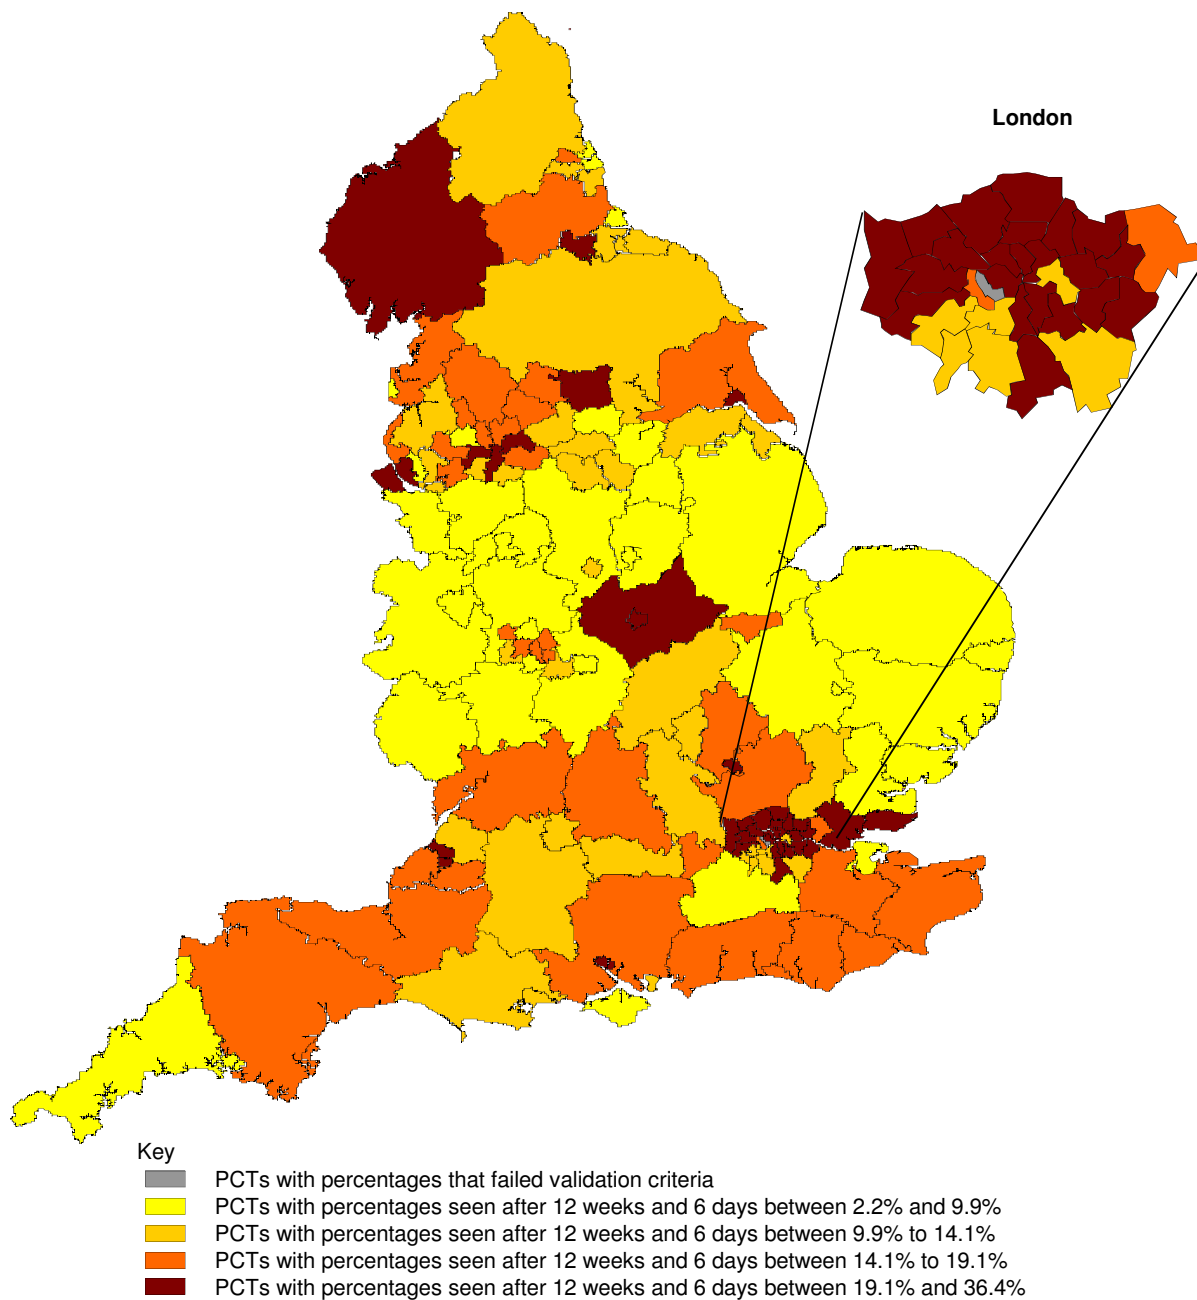 London
Key
PCTs with percentages that failed validation criteria
PCTs with percentages seen after 12 weeks and 6 days between 2.2% and 9.9%
PCTs with percentages seen after 12 weeks and 6 days between 9.9% to 14.1%
PCTs with percentages seen after 12 weeks and 6 days between 14.1% to 19.1%
PCTs with percentages seen after 12 weeks and 6 days between 19.1% and 36.4%